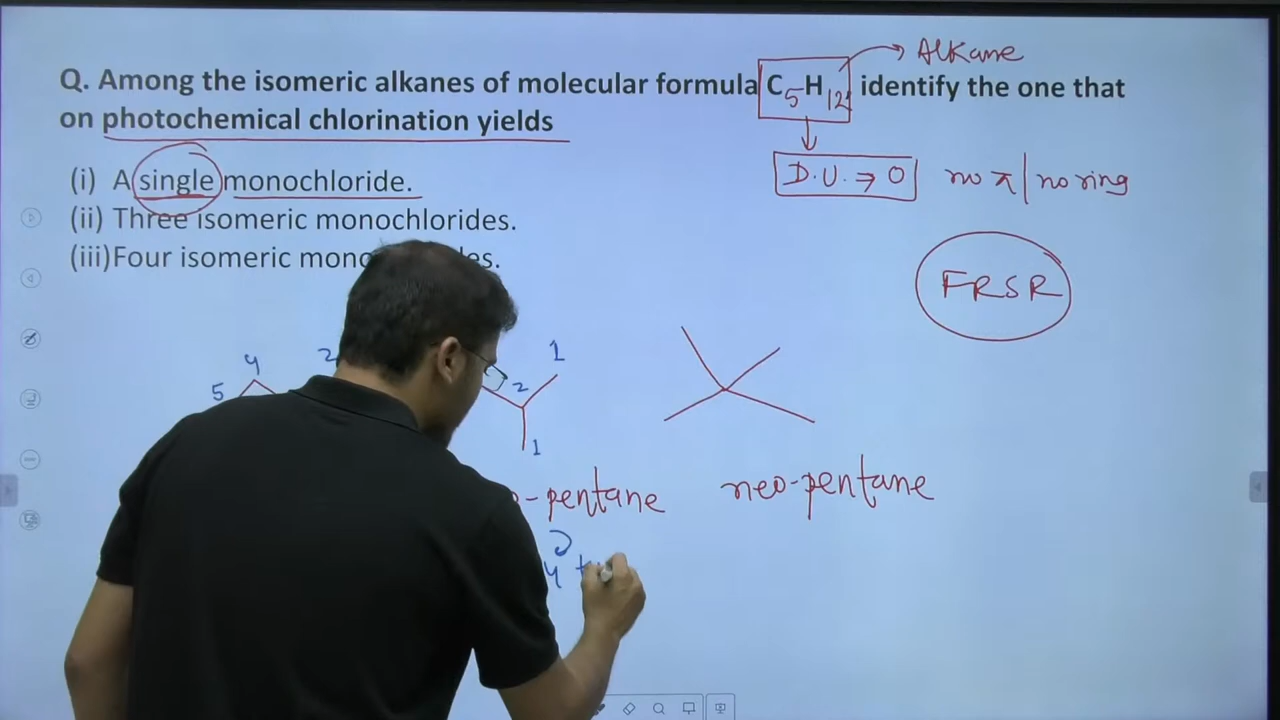 Q. Among the isomeric alkanes of molecular formula C5H12 identify the one that
on photochemical chlorination yields
(i) A single monochloride.
(ii) Three isomeric monochlorides.
(iii) Four isomeric
Alkane
D.U. → 0 no π | no ring
FRSR
5 4 2 2 1
1
-pentane neo-pentane
4